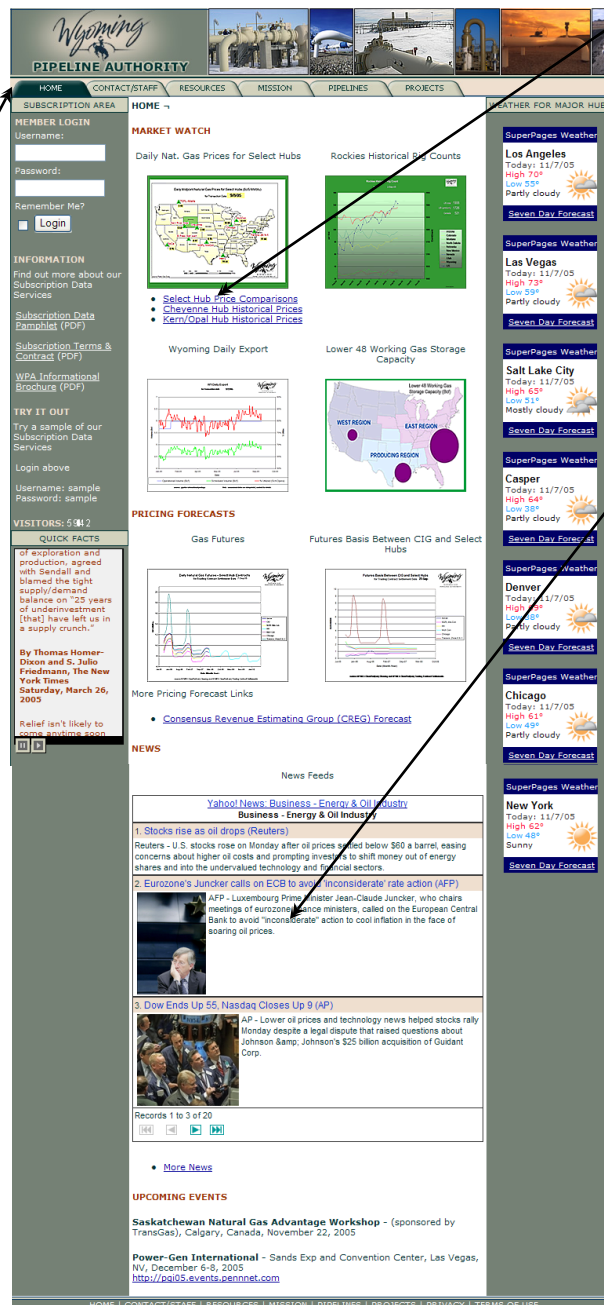 Wyoming
PIPELINE AUTHORITY
HOME
CONTACT/STAFF
RESOURCES
MISSION
PIPELINES
PROJECTS
SUBSCRIPTION AREA
MEMBER LOGIN
Username:
Password:
Remember Me?
Login
INFORMATION
Find out more about our
Subscription Data
Services
Subscription Data
Pamphlet (PDF)
Subscription Terms &
Contract (PDF)
WPA Informational
Brochure (PDF)
TRY IT OUT
Try a sample of our
Subscription Data
Services
Login above
Username: sample
Password: sample
VISITORS:
QUICK FACTS
of exploration and
production, agreed
with Sendall and
blamed the tight
supply/demand
balance on "25 years
of underinvestment
[that] have left us in
a supply crunch."
By Thomas Homer-
Dixon and S. Julio
Friedmann, The New
York Times
Saturday, March 26,
2005
Relief isn't likely to
come anytime soon
HOME ¬
MARKET WATCH
Daily Nat. Gas Prices for Select Hubs
Rockies Historical Rig Counts
• Select Hub Price Comparisons
• Cheyenne Hub Historical Prices
• Kern/Opal Hub Historical Prices
Wyoming Daily Export
Lower 48 Working Gas Storage
Capacity
Lower 48 Working Gas
Storage Capacity (Bcf)
WEST REGION
EAST REGION
PRODUCING REGION
PRICING FORECASTS
Gas Futures
Futures Basis Between CIG and Select
Hubs
More Pricing Forecast Links
• Consensus Revenue Estimating Group (CREG) Forecast
NEWS
News Feeds
Yahoo! News: Business - Energy & Oil Industry
Business - Energy & Oil Industry
1. Stocks rise as oil drops (Reuters)
Reuters - U.S. stocks rose on Monday after oil prices settled below $60 a barrel, easing
concerns about higher oil costs and prompting investors to shift money out of energy
shares and into the undervalued technology and financial sectors.
2. Eurozone's Juncker calls on ECB to avoid 'inconsiderate' rate action (AFP)
AFP - Luxembourg Prime Minister Jean-Claude Juncker, who chairs
meetings of eurozone finance ministers, called on the European Central
Bank to avoid "inconsiderate" action to cool inflation in the face of
soaring oil prices.
3. Dow Ends Up 55, Nasdaq Closes Up 9 (AP)
AP - Lower oil prices and technology news helped stocks rally
Monday despite a legal dispute that raised questions about
Johnson &amp; Johnson's $25 billion acquisition of Guidant
Corp.
Records 1 to 3 of 20
• More News
UPCOMING EVENTS
Saskatchewan Natural Gas Advantage Workshop - (sponsored by
TransGas), Calgary, Canada, November 22, 2005
Power-Gen International - Sands Exp and Convention Center, Las Vegas,
NV, December 6-8, 2005
http://pgi05.events.pennnet.com
WEATHER FOR MAJOR HUB
SuperPages Weather
Los Angeles
Today: 11/7/05
High 70°
Low 55°
Partly cloudy
Seven Day Forecast
SuperPages Weather
Las Vegas
Today: 11/7/05
High 73°
Low 59°
Partly cloudy
Seven Day Forecast
SuperPages Weather
Salt Lake City
Today: 11/7/05
High 65°
Low 51°
Mostly cloudy
Seven Day Forecast
SuperPages Weather
Casper
Today: 11/7/05
High 64°
Low 38°
Partly cloudy
Seven Day Forecast
SuperPages Weather
Denver
Today: 11/7/05
High
Low 38°
Partly cloudy
Seven Day Forecast
SuperPages Weather
Chicago
Today: 11/7/05
High 61°
Low 49°
Partly cloudy
Seven Day Forecast
SuperPages Weather
New York
Today: 11/7/05
High 62°
Low 48°
Sunny
Seven Day Forecast
HOME | CONTACT/STAFF | RESOURCES | MISSION | PIPELINES | PROJECTS | PRIVACY | TERMS OF USE